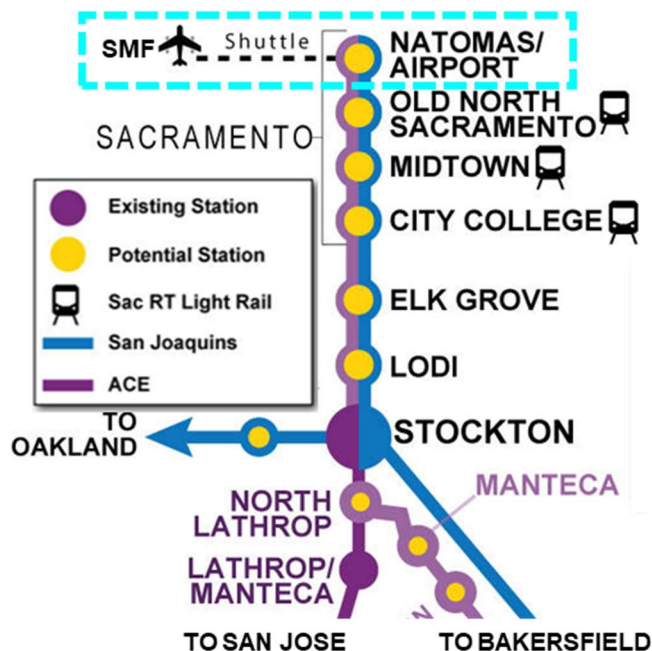 SMF
Shuttle
NATOMAS/
AIRPORT
OLD NORTH
SACRAMENTO
SACRAMENTO
MIDTOWN
CITY COLLEGE
Existing Station
Potential Station
Sac RT Light Rail
San Joaquins
ACE
ELK GROVE
LODI
TO
OAKLAND
STOCKTON
MANTECA
NORTH
LATHROP
LATHROP/
MANTECA
TO SAN JOSE
TO BAKERSFIELD